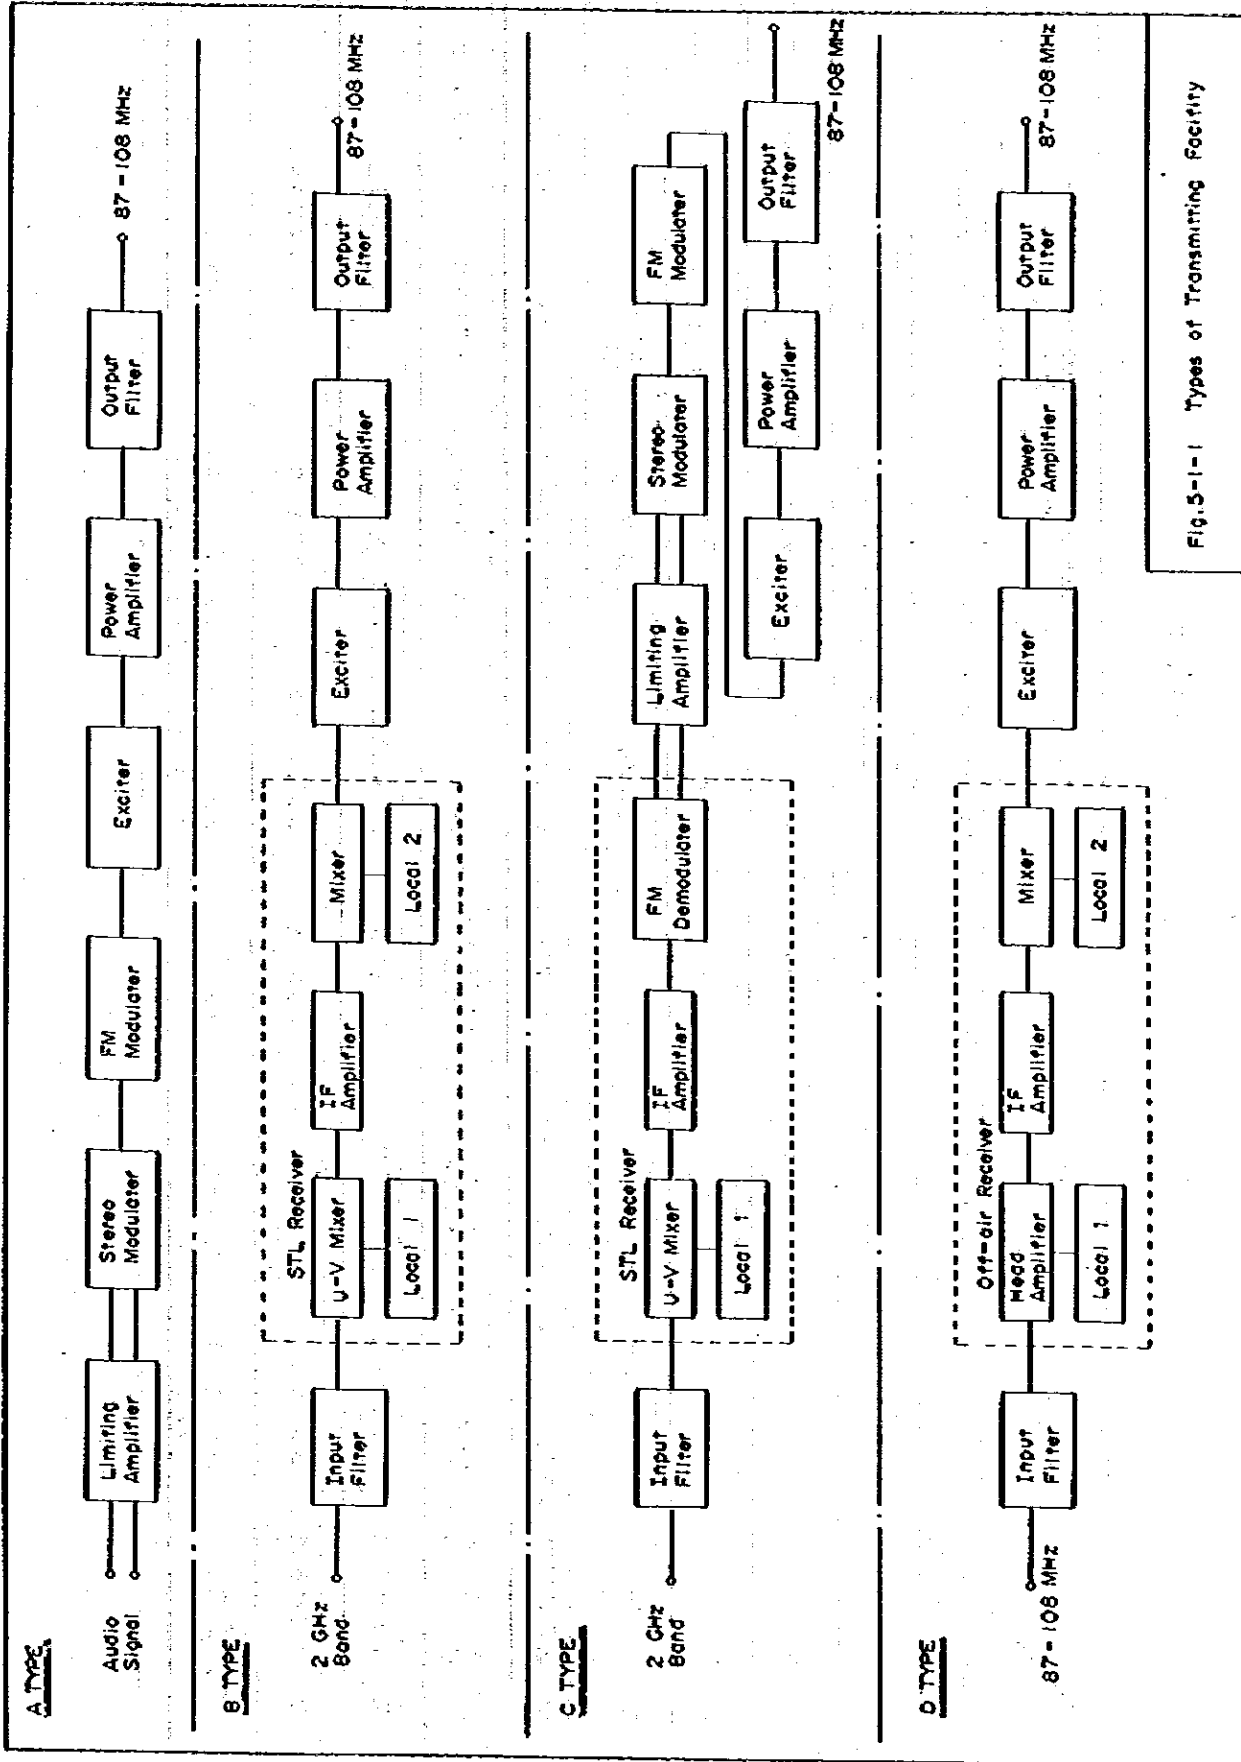 A TYPE
Audio
Signal
Limiting
Amplifier
Stereo
Modulater
FM
Modulater
Exciter
Power
Amplifier
Output
Filter
87-108 MHz
B TYPE
2 GHz
Band
Input
Filter
STL Receiver
U-V Mixer
Local 1
IF
Amplifier
Mixer
Local 2
Exciter
Power
Amplifier
Output
Filter
87-108 MHz
C TYPE
2 GHz
Band
Input
Filter
STL Receiver
U-V Mixer
Local 1
IF
Amplifier
FM
Demodulater
Limiting
Amplifier
Stereo
Modulater
FM
Modulater
Exciter
Power
Amplifier
Output
Filter
87-108 MHz
D TYPE
87-108 MHz
Input
Filter
Off-air Receiver
Head
Amplifier
Local 1
IF
Amplifier
Mixer
Local 2
Exciter
Power
Amplifier
Output
Filter
87-108 MHz
Fig.5-1-1 Types of Transmitting Facility